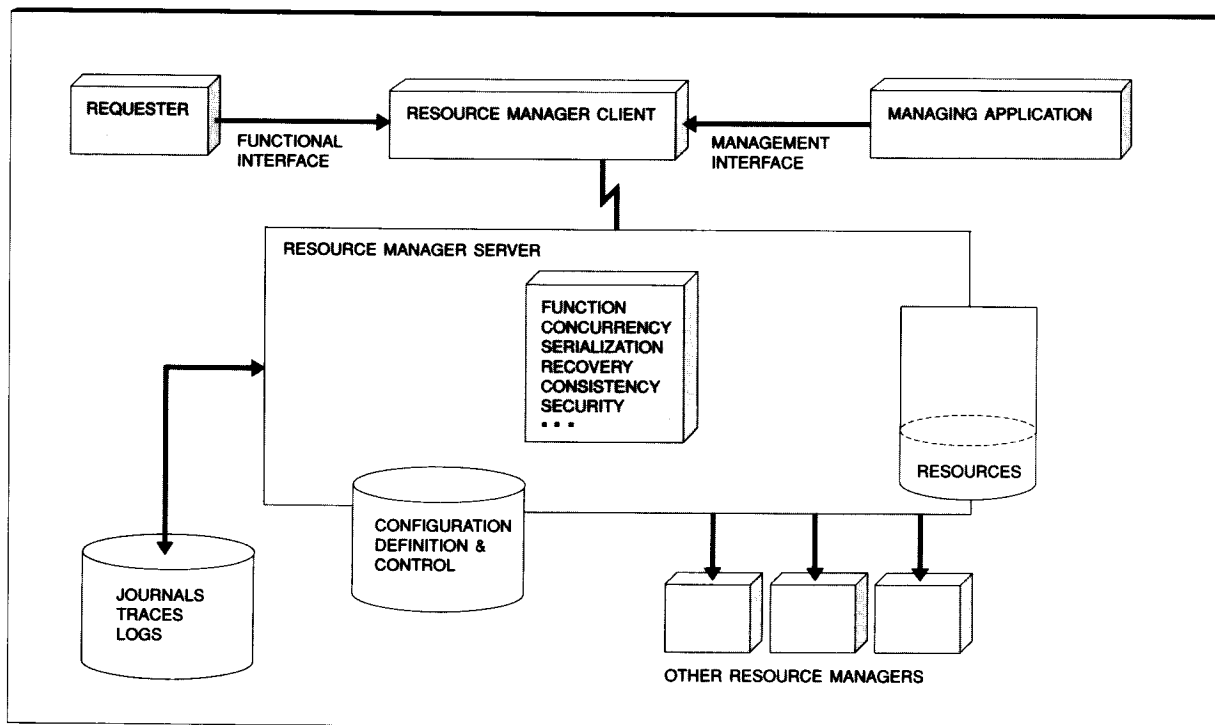 REQUESTER
RESOURCE MANAGER CLIENT
MANAGING APPLICATION
FUNCTIONAL
INTERFACE
MANAGEMENT
INTERFACE
RESOURCE MANAGER SERVER
FUNCTION
CONCURRENCY
SERIALIZATION
RECOVERY
CONSISTENCY
SECURITY
▪ ▪ ▪
RESOURCES
CONFIGURATION
DEFINITION &
CONTROL
JOURNALS
TRACES
LOGS
OTHER RESOURCE MANAGERS